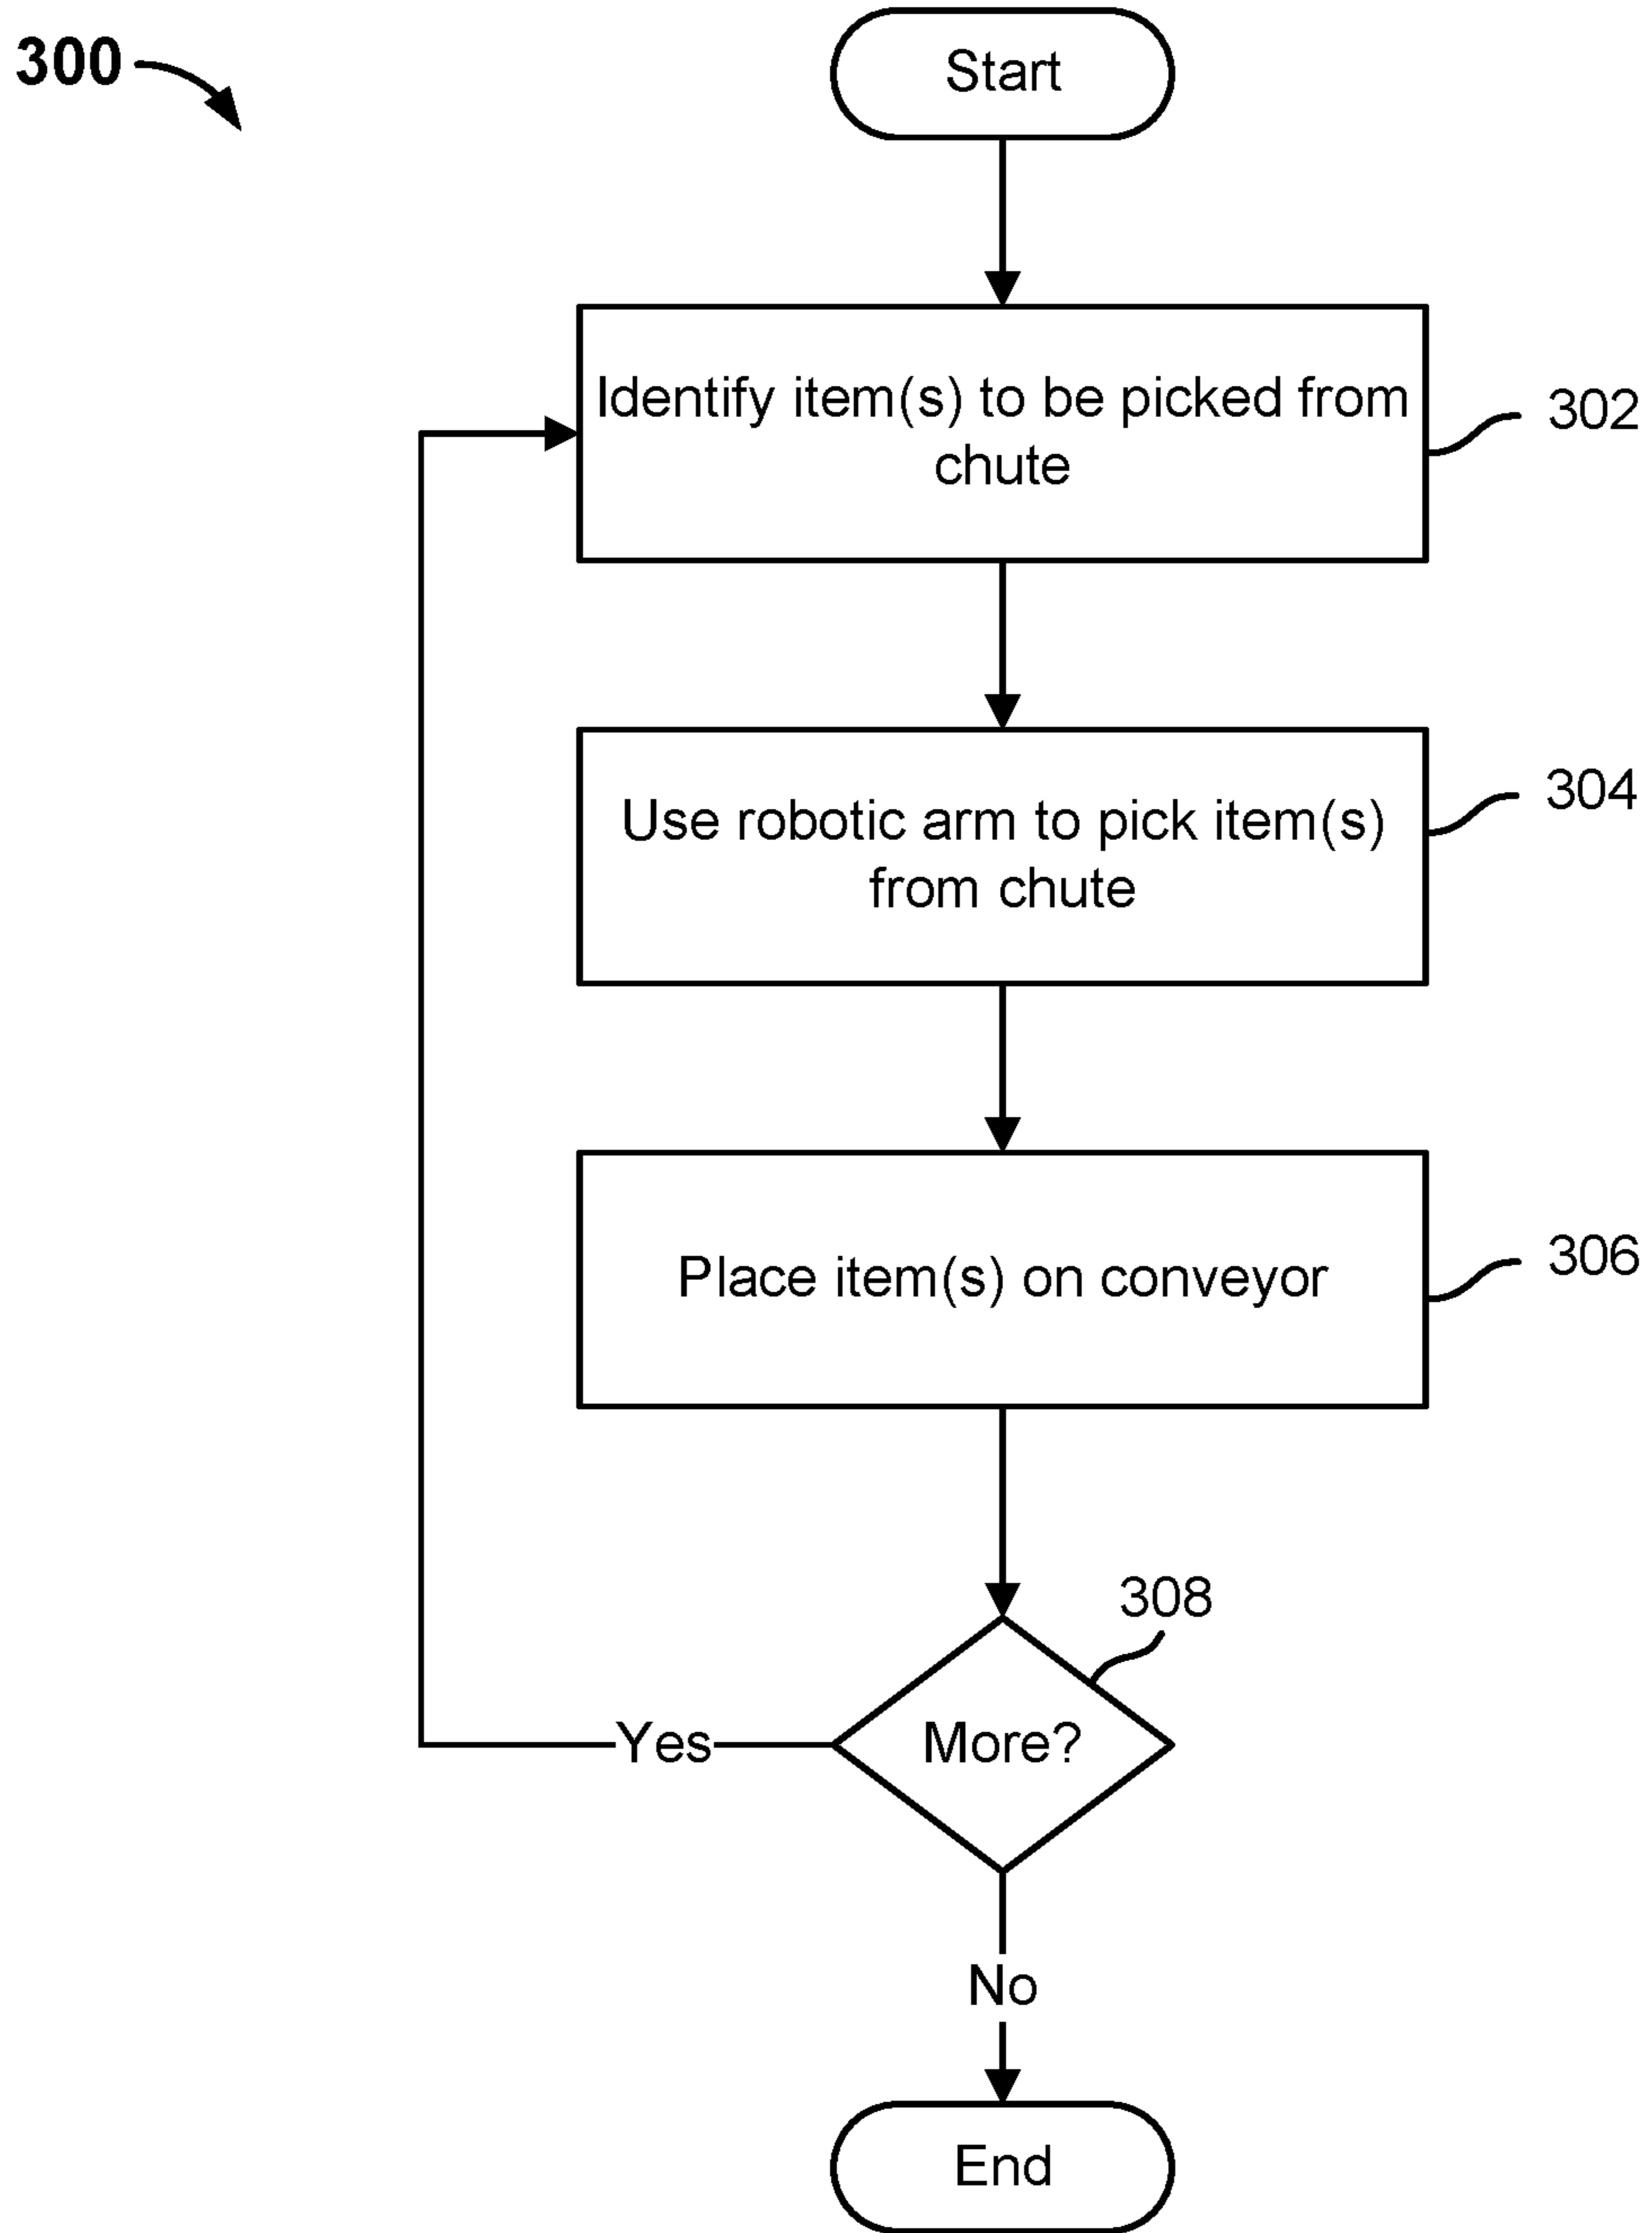 300
Start
Identify item(s) to be picked from
chute
302
Use robotic arm to pick item(s)
from chute
304
Place item(s) on conveyor
306
308
More?
Yes
No
End